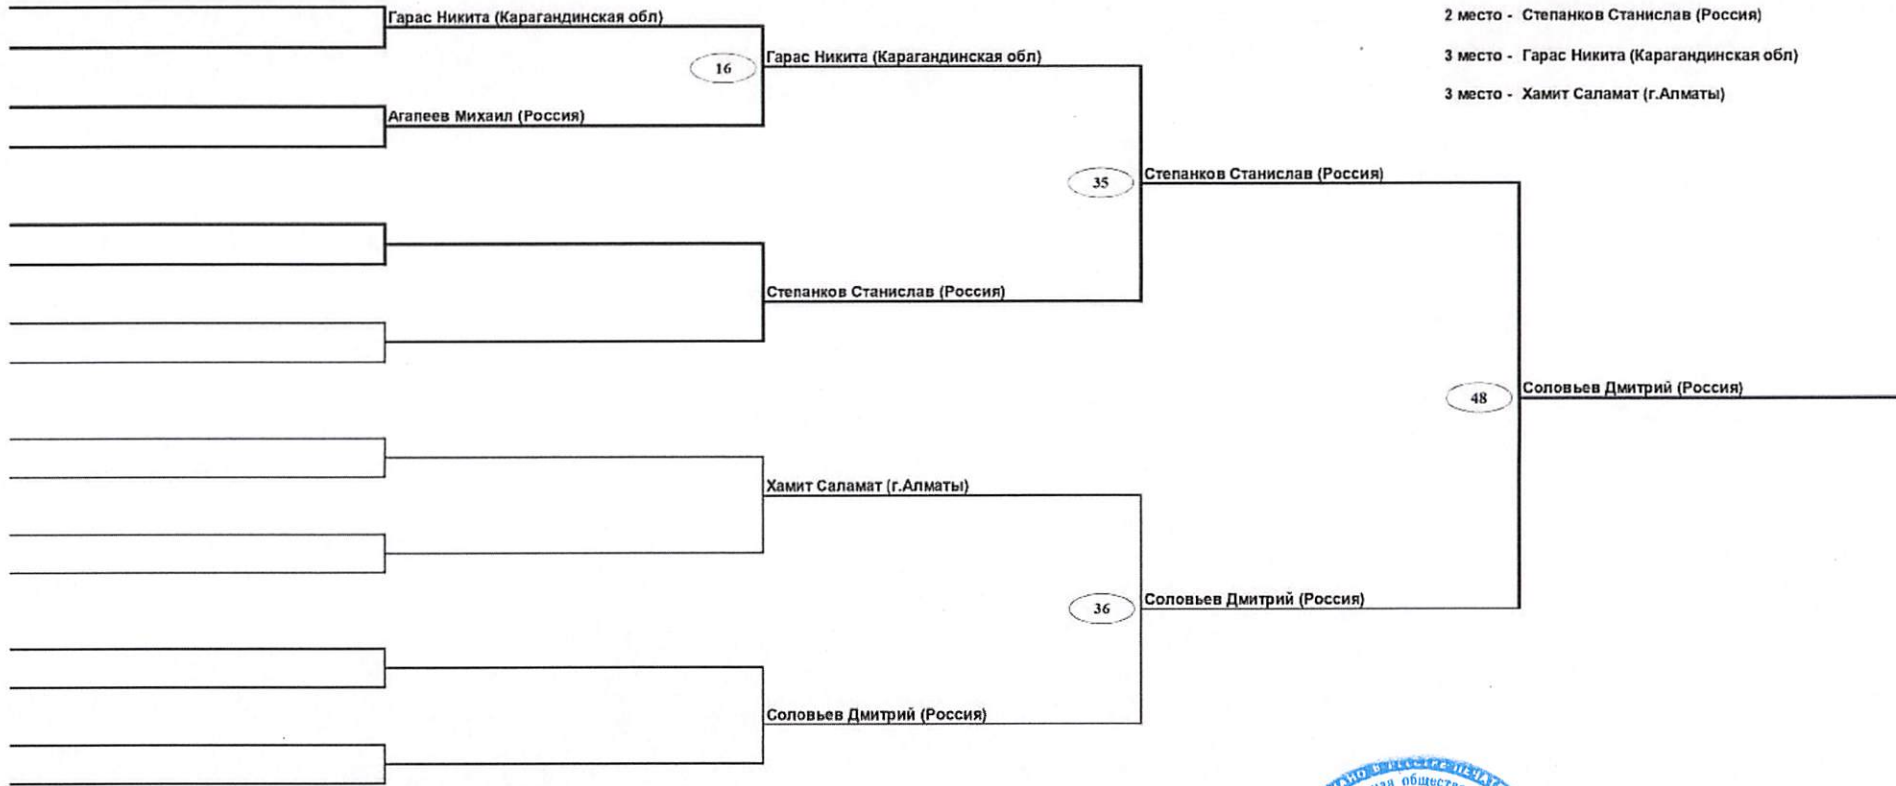 Гарас Никита (Карагандинская обл)
2 место - Степанков Станислав (Россия)
16
Гарас Никита (Карагандинская обл)
3 место - Гарас Никита (Карагандинская обл)
3 место - Хамит Саламат (г.Алматы)
Агапеев Михаил (Россия)
35
Степанков Станислав (Россия)
Степанков Станислав (Россия)
48
Соловьев Дмитрий (Россия)
Хамит Саламат (г.Алматы)
36
Соловьев Дмитрий (Россия)
Соловьев Дмитрий (Россия)
В РЕЕСТРЕ